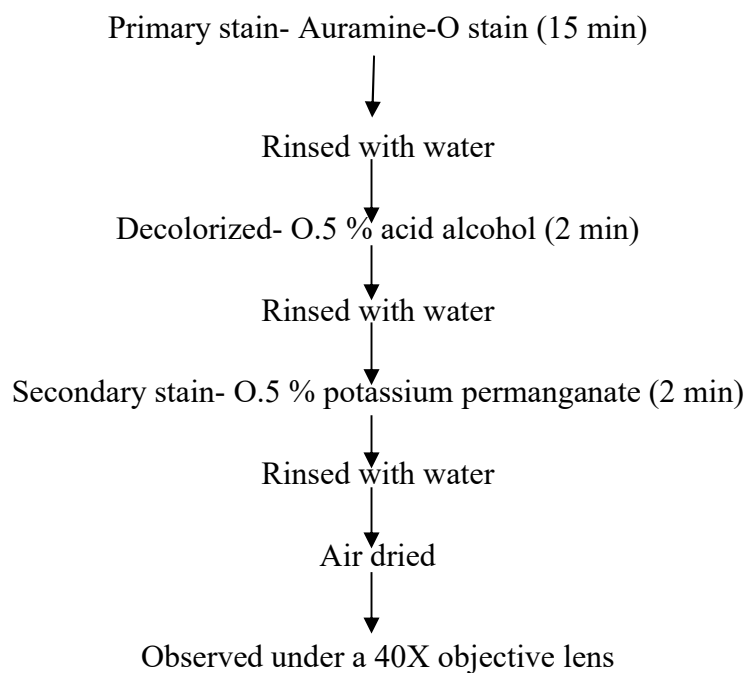 Primary stain- Auramine-O stain (15 min)
Rinsed with water
Decolorized- O.5 % acid alcohol (2 min)
Rinsed with water
Secondary stain- O.5 % potassium permanganate (2 min)
Rinsed with water
Air dried
Observed under a 40X objective lens